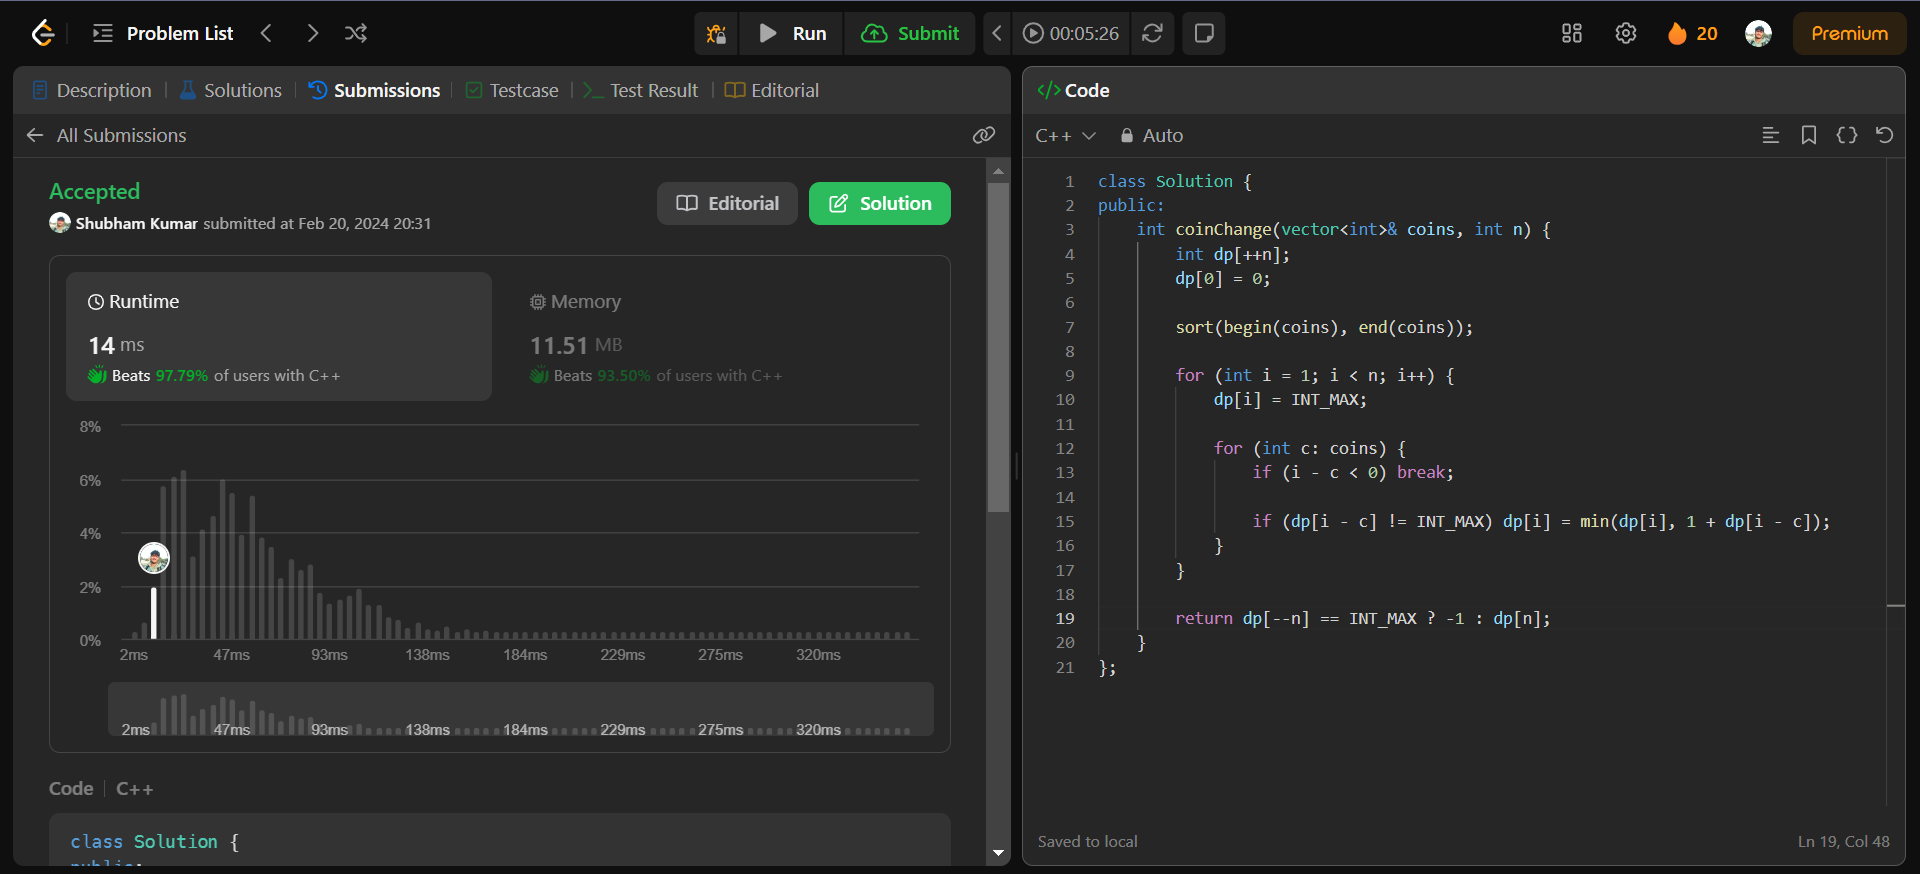 Problem List
Run
Submit
00:05:26
20
Premium
Description
Solutions
Submissions
Testcase
Test Result
Editorial
All Submissions
Accepted
Shubham Kumar submitted at Feb 20, 2024 20:31
Editorial
Solution
Runtime
14 ms
Beats 97.79% of users with C++
Memory
11.51 MB
Beats 93.50% of users with C++
8%
6%
4%
2%
0%
2ms 47ms 93ms 138ms 184ms 229ms 275ms 320ms
2ms 47ms 93ms 138ms 184ms 229ms 275ms 320ms
Code | C++
class Solution {
public:
</> Code
C++ Auto
1 class Solution {
2 public:
3     int coinChange(vector<int>& coins, int n) {
4         int dp[++n];
5         dp[0] = 0;
6
7         sort(begin(coins), end(coins));
8
9         for (int i = 1; i < n; i++) {
10             dp[i] = INT_MAX;
11
12             for (int c: coins) {
13                 if (i - c < 0) break;
14
15                 if (dp[i - c] != INT_MAX) dp[i] = min(dp[i], 1 + dp[i - c]);
16             }
17         }
18
19         return dp[--n] == INT_MAX ? -1 : dp[n];
20     }
21 };
Saved to local
Ln 19, Col 48